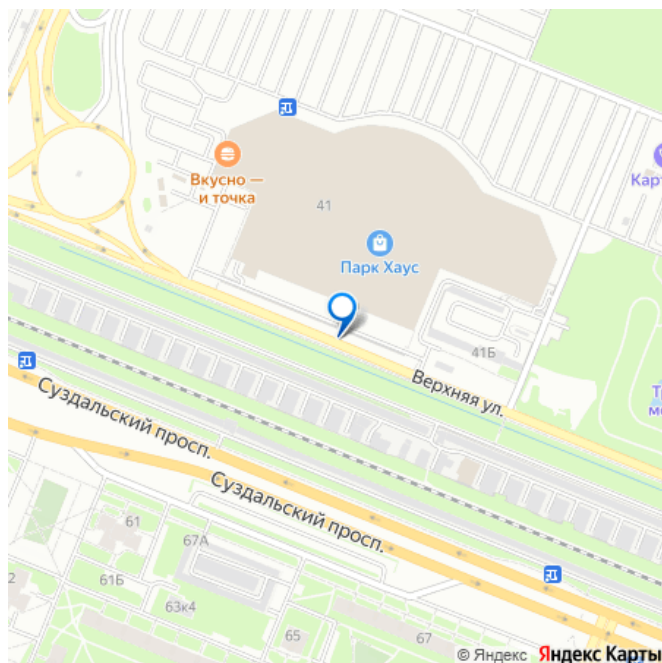 Вкусно —
и точка
41
Парк Хаус
41Б
Верхняя ул.
Суздальский просп.
Суздальский просп.
61
67А
2
61Б
63к4
65
67
© Яндекс Яндекс Карты